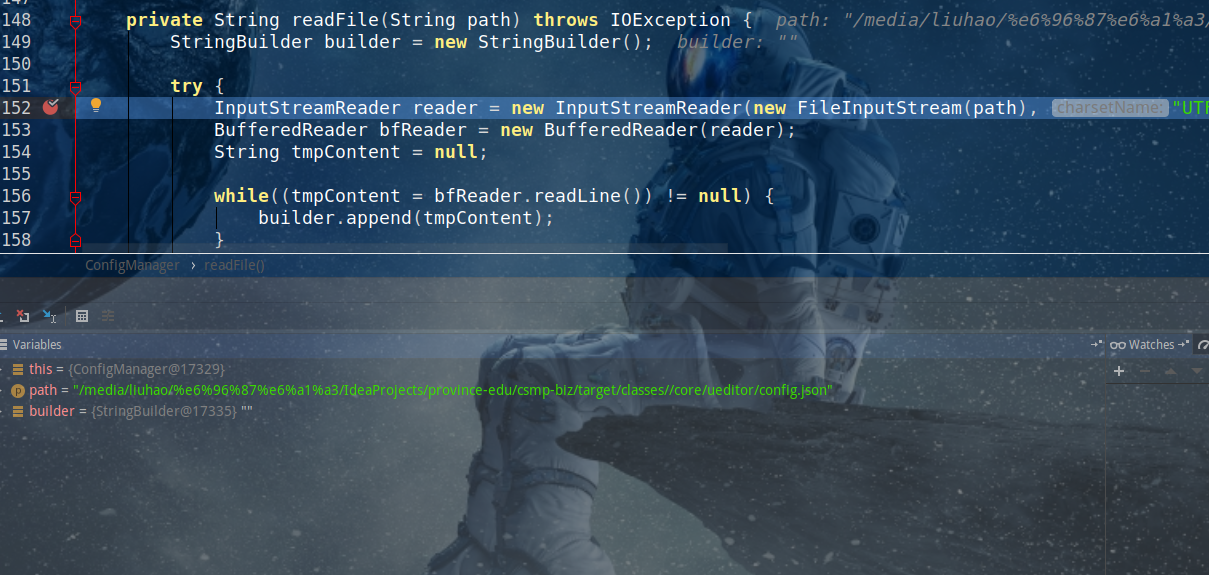 148 private String readFile(String path) throws IOException { path: "/media/liuhao/%e6%96%87%e6%a1%a3/
149 StringBuilder builder = new StringBuilder(); builder: ""
150
151 try {
152 InputStreamReader reader = new InputStreamReader(new FileInputStream(path), charsetName: "UTF
153 BufferedReader bfReader = new BufferedReader(reader);
154 String tmpContent = null;
155
156 while((tmpContent = bfReader.readLine()) != null) {
157 builder.append(tmpContent);
158 }
ConfigManager › readFile()
Variables
Watches
this = {ConfigManager@17329}
path = "/media/liuhao/%e6%96%87%e6%a1%a3/IdeaProjects/province-edu/csmp-biz/target/classes//core/ueditor/config.json"
builder = {StringBuilder@17335} ""